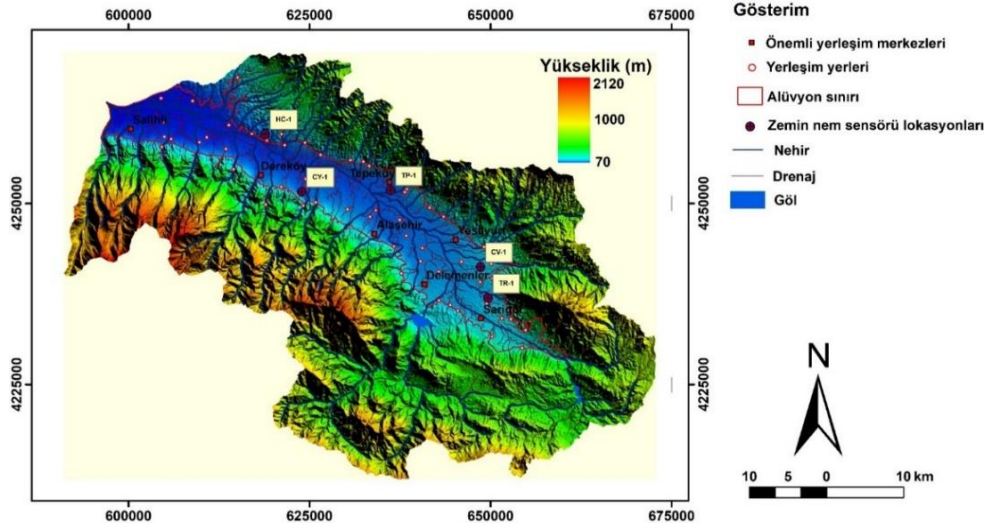 600000 625000 650000 675000
Gösterim
Önemli yerleşim merkezleri
Yerleşim yerleri
Alüvyon sınırı
Zemin nem sensörü lokasyonları
Nehir
Drenaj
Göl
Yükseklik (m)
2120
1000
70
Salihli
HC-1
Dereköy
CY-1
Tepeköy
TP-1
4250000
4250000
Alaşehir
Yeşilyurt
CV-1
Delemenler
TR-1
Sarıgöl
4225000
4225000
N
10 5 0 10 km
600000 625000 650000 675000